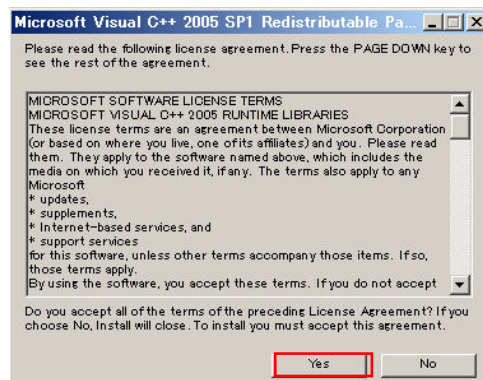 Microsoft Visual C++ 2005 SP1 Redistributable Pa...
Please read the following license agreement. Press the PAGE DOWN key to
see the rest of the agreement.
MICROSOFT SOFTWARE LICENSE TERMS
MICROSOFT VISUAL C++ 2005 RUNTIME LIBRARIES
These license terms are an agreement between Microsoft Corporation
(or based on where you live, one of its affiliates) and you. Please read
them. They apply to the software named above, which includes the
media on which you received it, if any. The terms also apply to any
Microsoft
* updates,
* supplements,
* Internet-based services, and
* support services
for this software, unless other terms accompany those items. If so,
those terms apply.
By using the software, you accept these terms. If you do not accept
Do you accept all of the terms of the preceding License Agreement? If you
choose No, Install will close. To install you must accept this agreement.
Yes
No